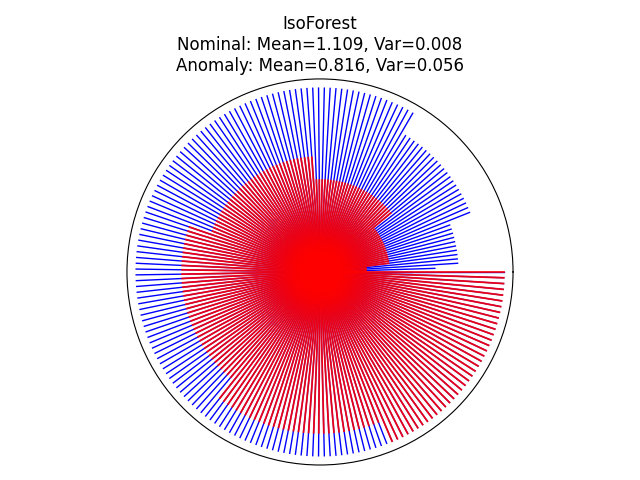 IsoForest
Nominal: Mean=1.109, Var=0.008
Anomaly: Mean=0.816, Var=0.056